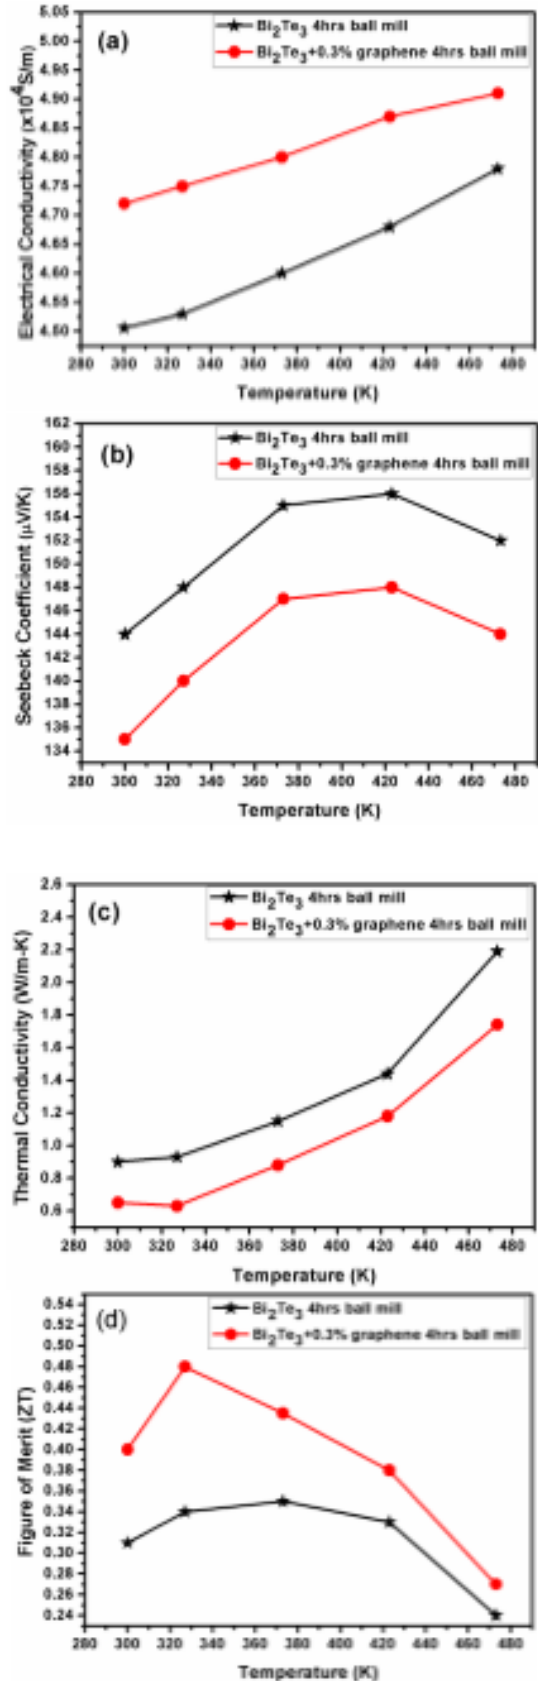 (a)
Bi2Te3 4hrs ball mill
Bi2Te3+0.3% graphene 4hrs ball mill
Electrical Conductivity (x10^4S/m)
5.05
5.00
4.95
4.90
4.85
4.80
4.75
4.70
4.65
4.60
4.55
4.50
280 300 320 340 360 380 400 420 440 460 480
Temperature (K)
(b)
Bi2Te3 4hrs ball mill
Bi2Te3+0.3% graphene 4hrs ball mill
Seebeck Coefficient (μV/K)
162
160
158
156
154
152
150
148
146
144
142
140
138
136
134
280 300 320 340 360 380 400 420 440 460 480
Temperature (K)
(c)
Bi2Te3 4hrs ball mill
Bi2Te3+0.3% graphene 4hrs ball mill
Thermal Conductivity (W/m-K)
2.6
2.4
2.2
2.0
1.8
1.6
1.4
1.2
1.0
0.8
0.6
280 300 320 340 360 380 400 420 440 460 480
Temperature (K)
(d)
Bi2Te3 4hrs ball mill
Bi2Te3+0.3% graphene 4hrs ball mill
Figure of Merit (ZT)
0.54
0.52
0.50
0.48
0.46
0.44
0.42
0.40
0.38
0.36
0.34
0.33
0.32
0.30
0.28
0.26
0.24
280 300 320 340 360 380 400 420 440 460 480
Temperature (K)